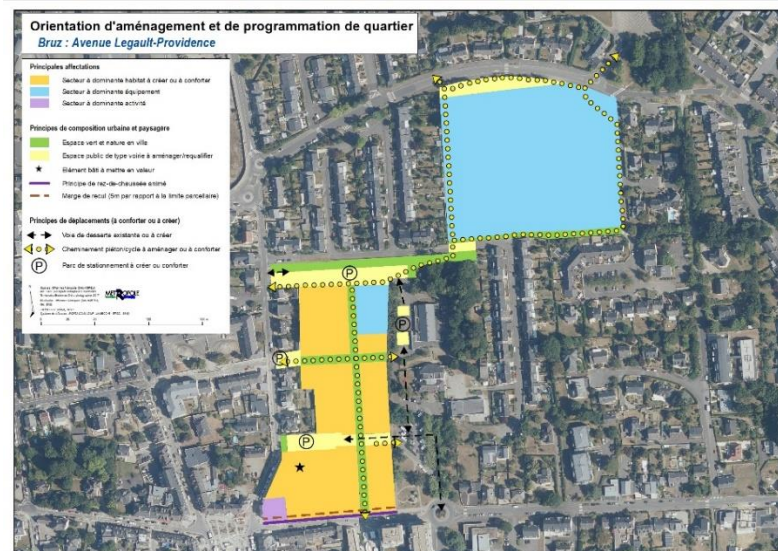 Orientation d'aménagement et de programmation de quartier
Bruz : Avenue Legault-Providence
Principales affectations
Secteur à dominante habitat à créer ou à conforter
Secteur à dominante équipement
Secteur à dominante activité
Principes de composition urbaine et paysagère
Espace vert et nature en ville
Espace public de type voirie à aménager/requalifier
Elément bâti à mettre en valeur
Principe de rez-de-chaussée animé
Marge de recul (5m par rapport à la limite parcellaire)
Principes de déplacements (à conforter ou à créer)
Voie de desserte existante ou à créer
Cheminement piéton/cycle à aménager ou à conforter
P Parc de stationnement à créer ou conforter
P
P
P
P